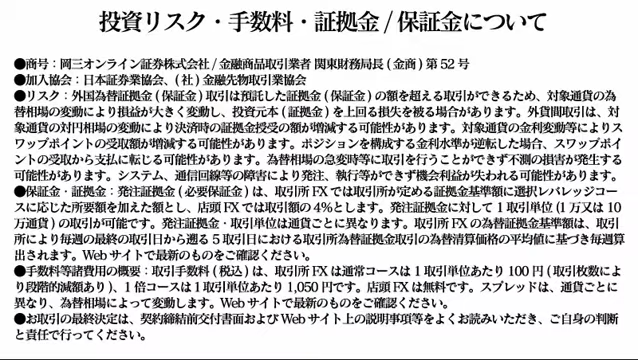 投資リスク・手数料・証拠金/保証金について
●商号：岡三オンライン証券株式会社/金融商品取引業者 関東財務局長(金商)第52号
●加入協会：日本証券業協会、(社)金融先物取引業協会
●リスク：外国為替証拠金(保証金)取引は預託した証拠金(保証金)の額を超える取引ができるため、対象通貨の為
替相場の変動により損益が大きく変動し、投資元本(証拠金)を上回る損失を被る場合があります。外貨間取引は、対
象通貨の対円相場の変動により決済時の証拠金授受の額が増減する可能性があります。対象通貨の金利変動等によりス
ワップポイントの受取額が増減する可能性があります。ポジションを構成する金利水準が逆転した場合、スワップポイ
ントの受取から支払に転じる可能性があります。為替相場の急変時等に取引を行うことができず不測の損害が発生する
可能性があります。システム、通信回線等の障害により発注、執行等ができず機会利益が失われる可能性があります。
●保証金・証拠金：発注証拠金(必要保証金)は、取引所FXでは取引所が定める証拠金基準額に選択レバレッジコー
スに応じた所要額を加えた額とし、店頭FXでは取引額の4%とします。発注証拠金に対して1取引単位(1万又は10
万通貨)の取引が可能です。発注証拠金・取引単位は通貨ごとに異なります。取引所FXの為替証拠金基準額は、取引
所により毎週の最終の取引日から遡る5取引日における取引所為替証拠金取引の為替清算価格の平均値に基づき毎週算
出されます。Webサイトで最新のものをご確認ください。
●手数料等諸費用の概要：取引手数料(税込)は、取引所FXは通常コースは1取引単位あたり100円(取引枚数によ
り段階的減額あり)、1倍コースは1取引単位あたり1,050円です。店頭FXは無料です。スプレッドは、通貨ごとに
異なり、為替相場によって変動します。Webサイトで最新のものをご確認ください。
●お取引の最終決定は、契約締結前交付書面およびWebサイト上の説明事項等をよくお読みいただき、ご自身の判断
と責任で行ってください。